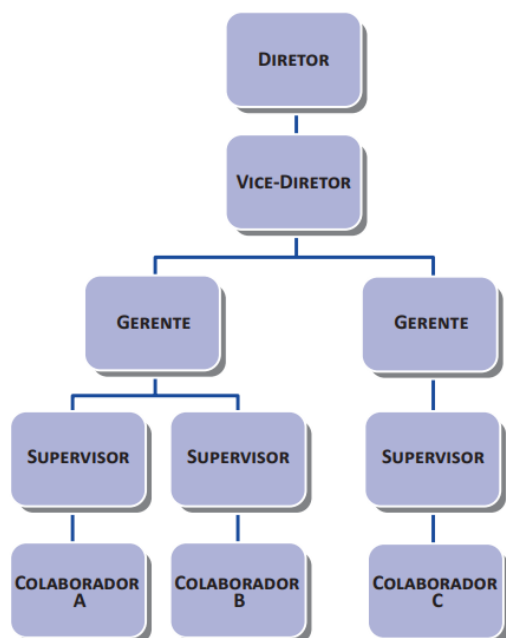 DIRETOR
VICE-DIRETOR
GERENTE
GERENTE
SUPERVISOR
SUPERVISOR
SUPERVISOR
COLABORADOR
A
COLABORADOR
B
COLABORADOR
C